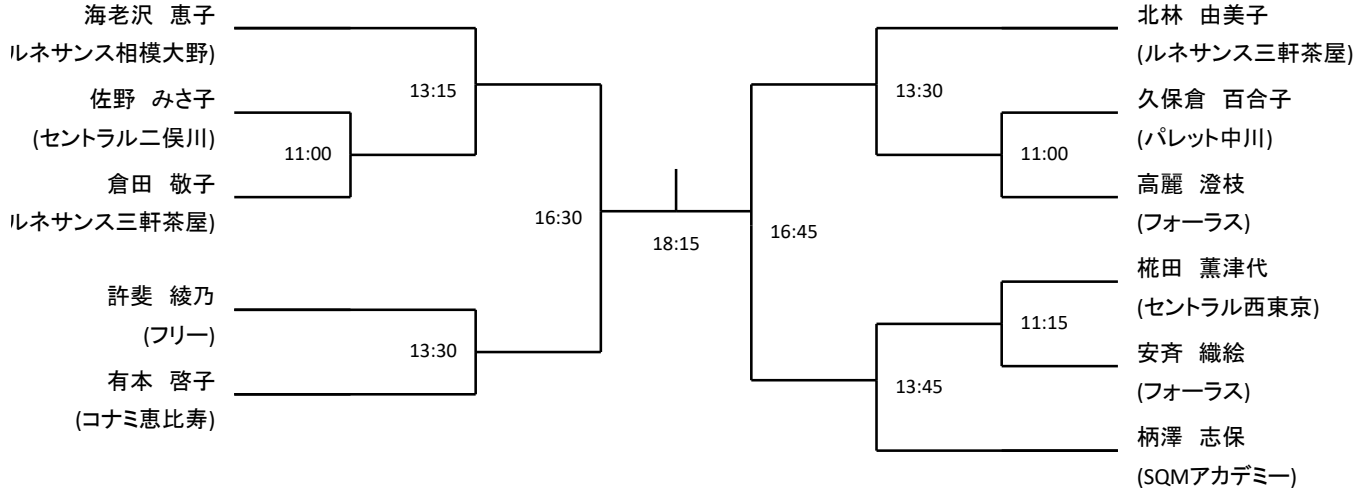 海老沢　恵子
ルネサンス相模大野)
佐野　みさ子
(セントラル二俣川)
倉田　敬子
ルネサンス三軒茶屋)
許斐　綾乃
(フリー)
有本　啓子
(コナミ恵比寿)
13:15
11:00
16:30
13:30
18:15
北林　由美子
(ルネサンス三軒茶屋)
久保倉　百合子
(パレット中川)
高麗　澄枝
(フォーラス)
椛田　薫津代
(セントラル西東京)
安斉　織絵
(フォーラス)
柄澤　志保
(SQMアカデミー)
13:30
11:00
16:45
11:15
13:45